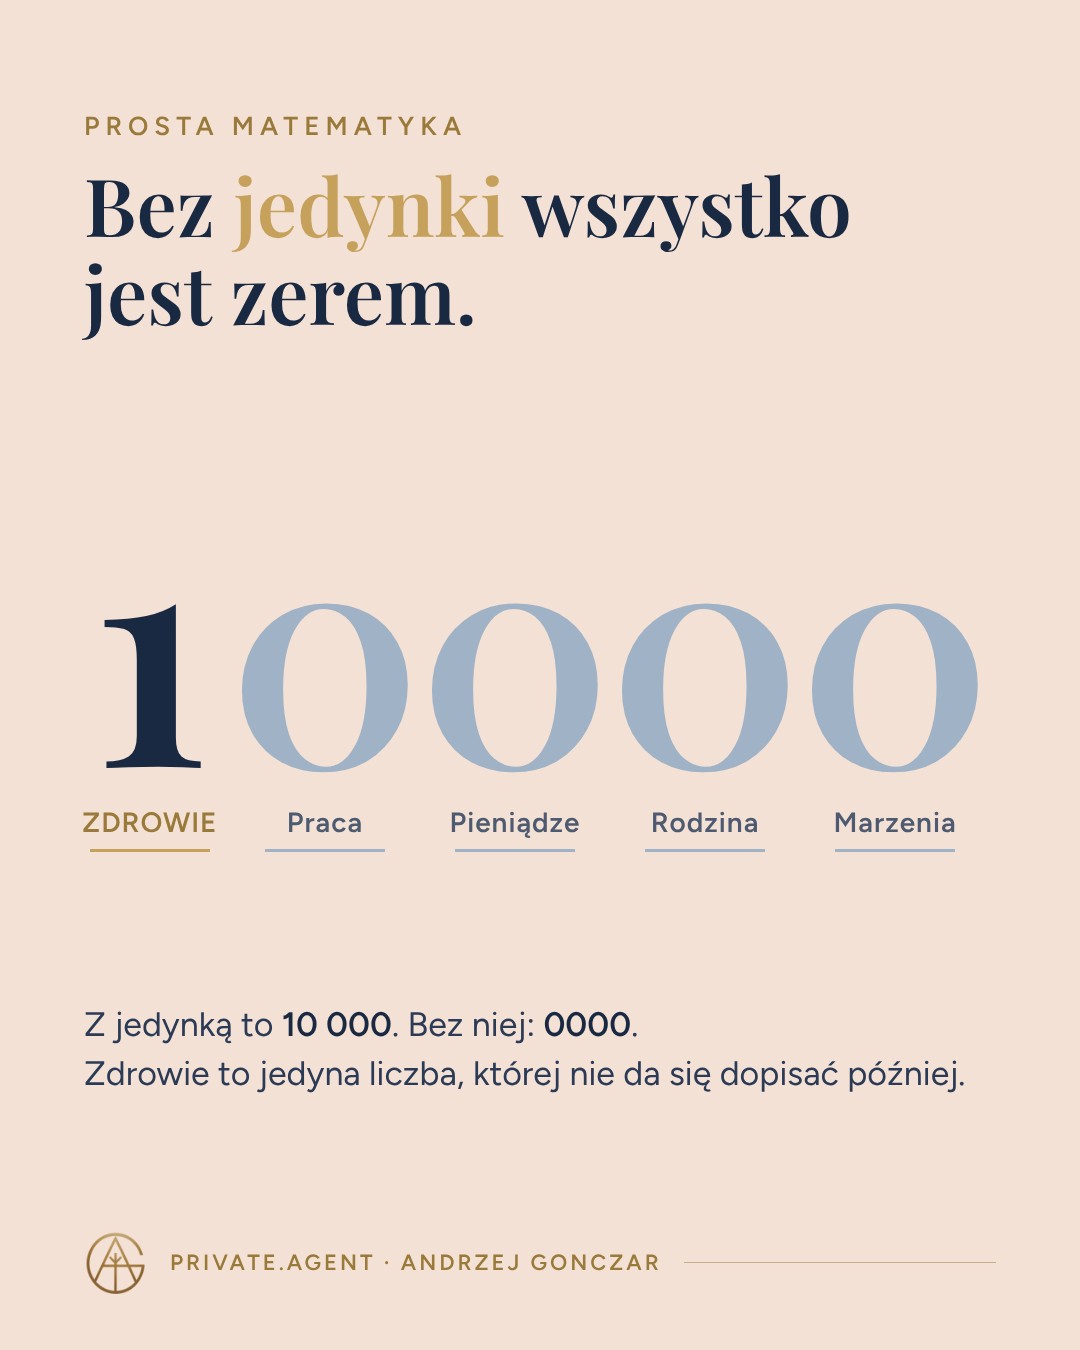 PROSTA MATEMATYKA
Bez jedynki wszystko
jest zerem.
10000
ZDROWIE Praca Pieniądze Rodzina Marzenia
Z jedynką to 10 000. Bez niej: 0000.
Zdrowie to jedyna liczba, której nie da się dopisać później.
PRIVATE.AGENT · ANDRZEJ GONCZAR